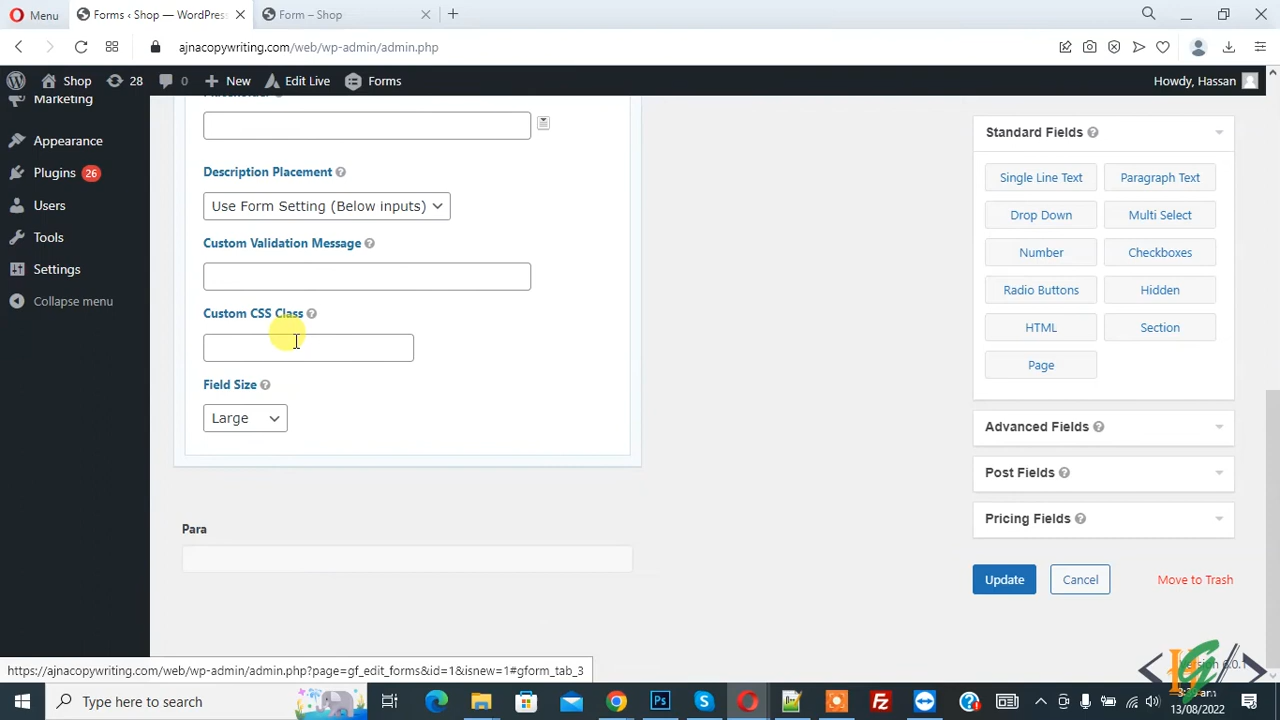 Menu
Forms ‹ Shop — WordPres
Form – Shop
ajnacopywriting.com/web/wp-admin/admin.php
Shop
28
0
New
Edit Live
Forms
Howdy, Hassan
Marketing
Appearance
Plugins 26
Users
Tools
Settings
Collapse menu
Description Placement
Use Form Setting (Below inputs)
Custom Validation Message
Custom CSS Class
Field Size
Large
Para
Standard Fields
Single Line Text
Paragraph Text
Drop Down
Multi Select
Number
Checkboxes
Radio Buttons
Hidden
HTML
Section
Page
Advanced Fields
Post Fields
Pricing Fields
Update
Cancel
Move to Trash
https://ajnacopywriting.com/web/wp-admin/admin.php?page=gf_edit_forms&id=1&isnew=1#gform_tab_3
Type here to search
13/08/2022